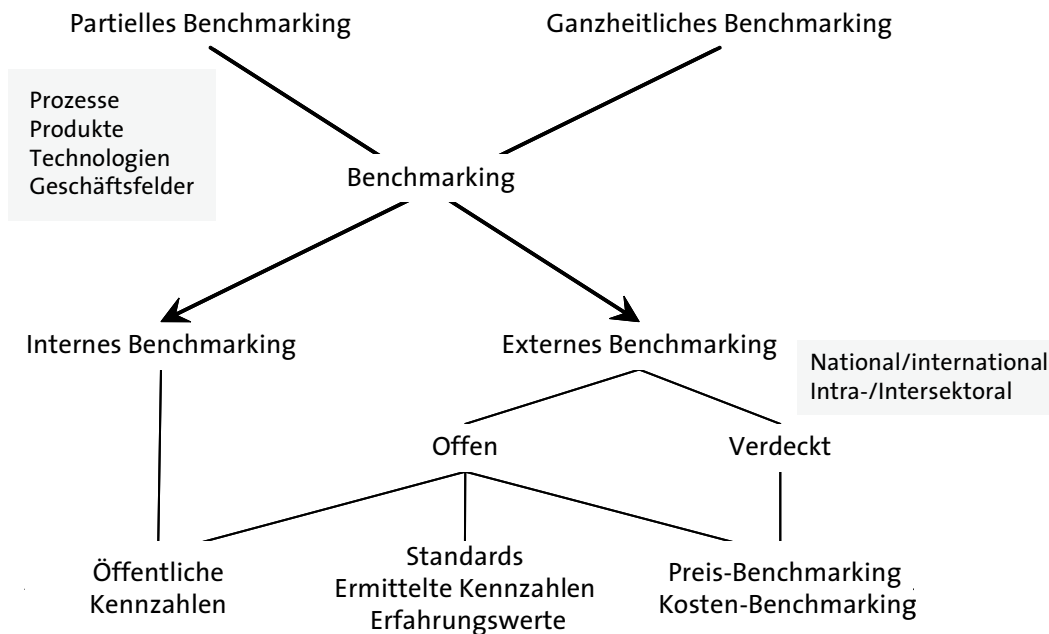 Partielles Benchmarking
Ganzheitliches Benchmarking
Prozesse
Produkte
Technologien
Geschäftsfelder
Benchmarking
Internes Benchmarking
Externes Benchmarking
National/international
Intra-/Intersektoral
Offen
Verdeckt
Öffentliche
Kennzahlen
Standards
Ermittelte Kennzahlen
Erfahrungswerte
Preis-Benchmarking
Kosten-Benchmarking